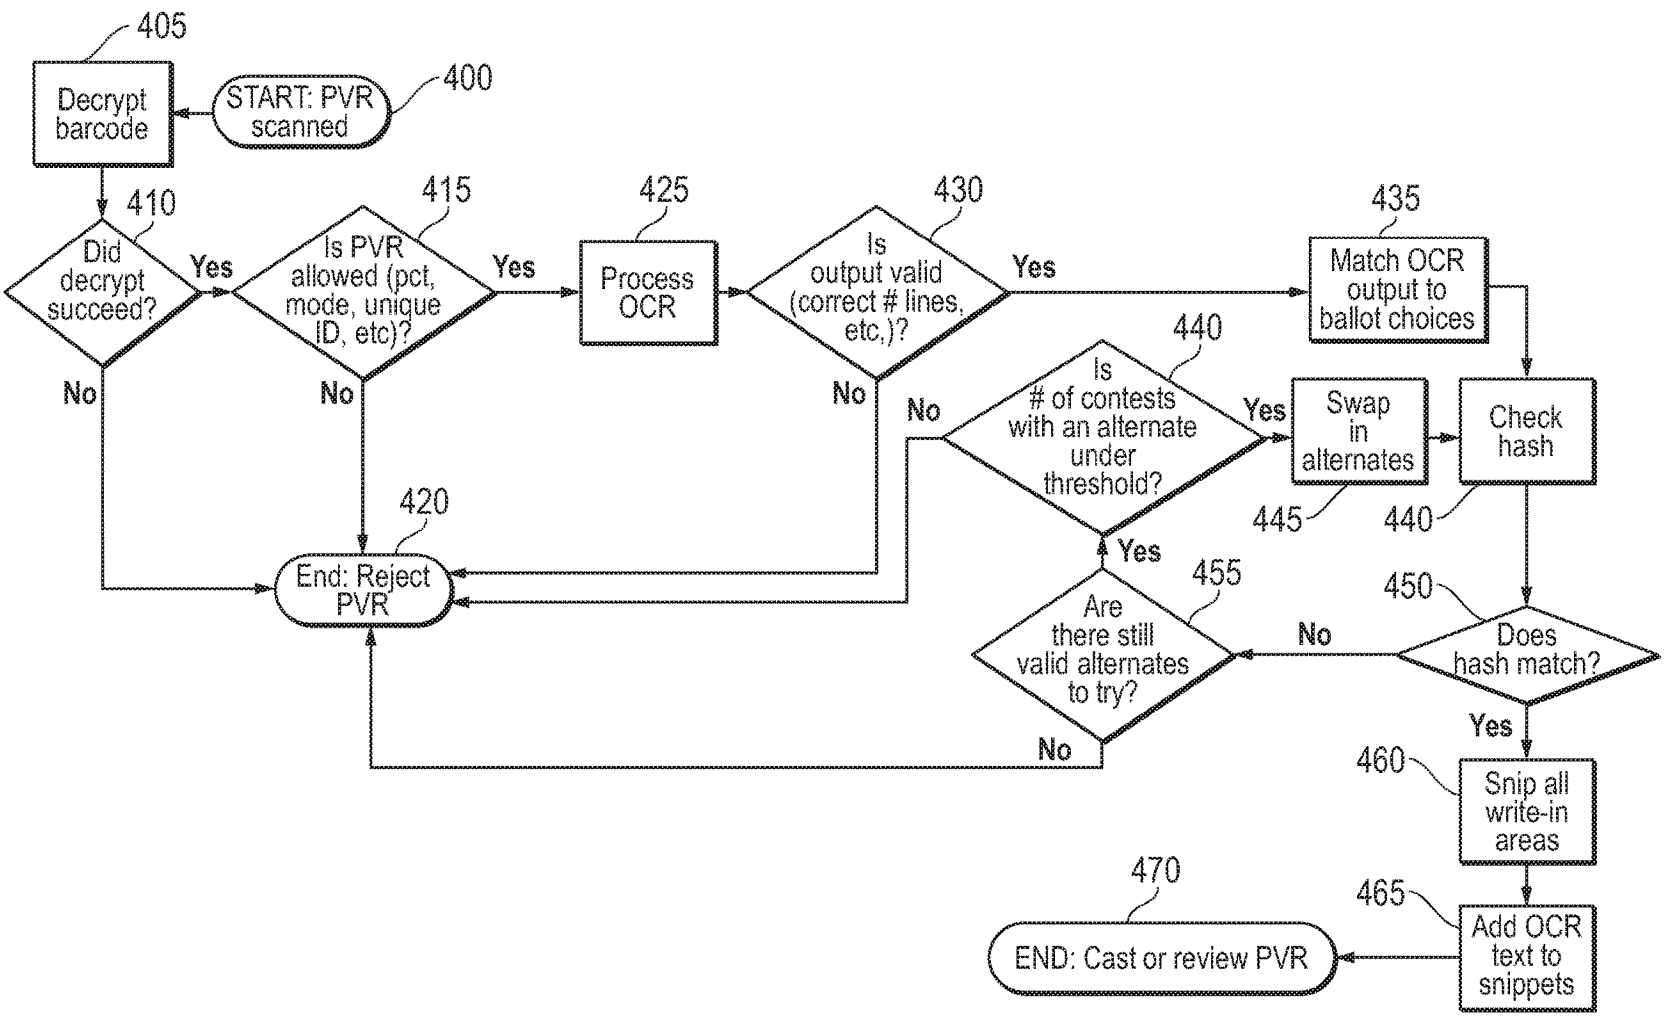 405
Decrypt
barcode
START: PVR
scanned
400
410
Did
decrypt
succeed?
Yes
No
415
Is PVR
allowed (pct,
mode, unique
ID, etc)?
Yes
No
425
Process
OCR
430
Is
output valid
(correct # lines,
etc,)?
Yes
No
435
Match OCR
output to
ballot choices
440
Is
# of contests
with an alternate
under
threshold?
No
Yes
Swap
in
alternates
445
Check
hash
440
420
End: Reject
PVR
Yes
455
Are
there still
valid alternates
to try?
No
No
450
Does
hash match?
Yes
460
Snip all
write-in
areas
465
Add OCR
text to
snippets
470
END: Cast or review PVR